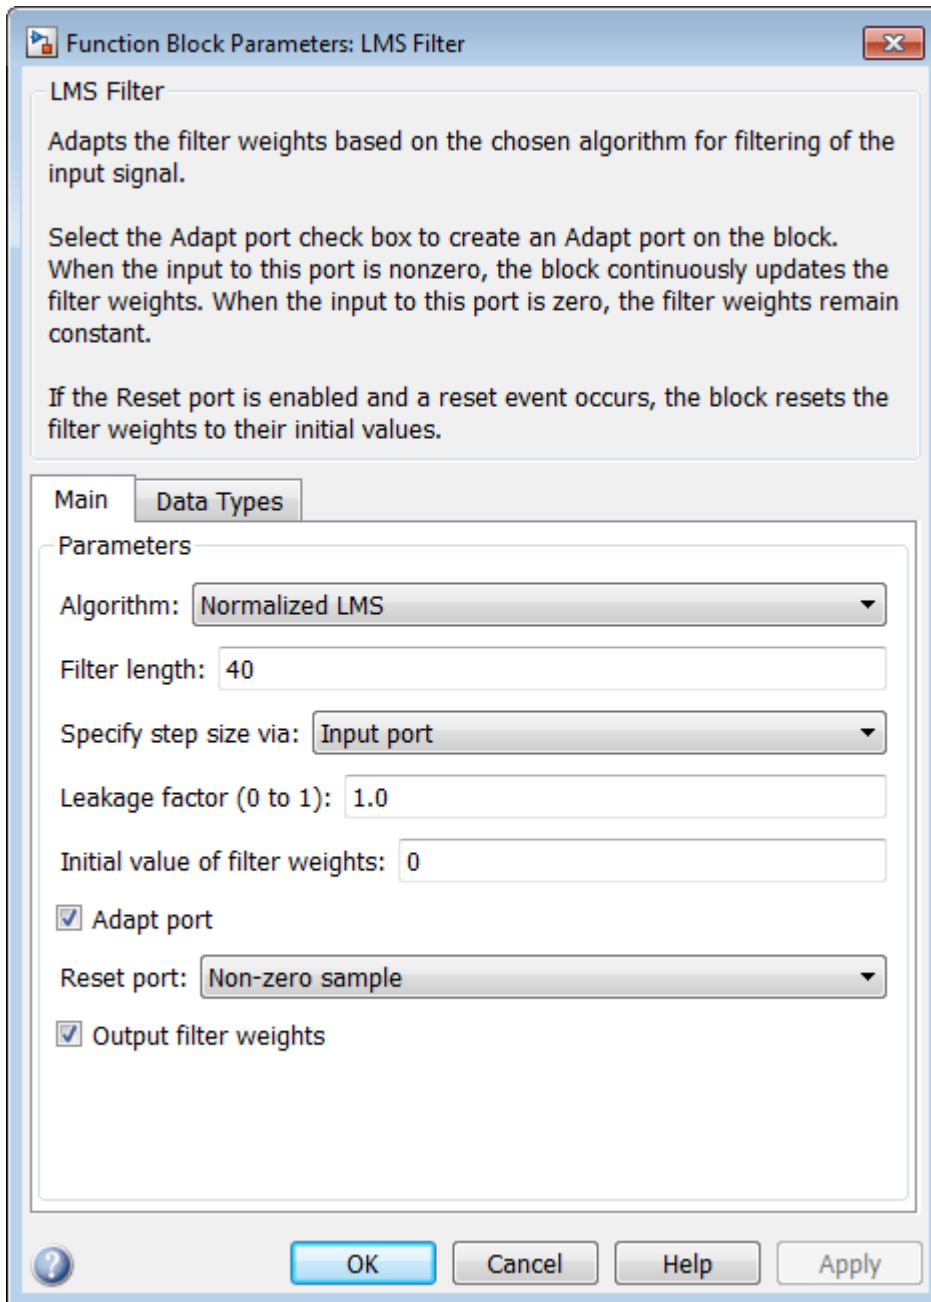 Function Block Parameters: LMS Filter
LMS Filter
Adapts the filter weights based on the chosen algorithm for filtering of the
input signal.
Select the Adapt port check box to create an Adapt port on the block.
When the input to this port is nonzero, the block continuously updates the
filter weights. When the input to this port is zero, the filter weights remain
constant.
If the Reset port is enabled and a reset event occurs, the block resets the
filter weights to their initial values.
Main Data Types
Parameters
Algorithm: Normalized LMS
Filter length: 40
Specify step size via: Input port
Leakage factor (0 to 1): 1.0
Initial value of filter weights: 0
Adapt port
Reset port: Non-zero sample
Output filter weights
? OK Cancel Help Apply